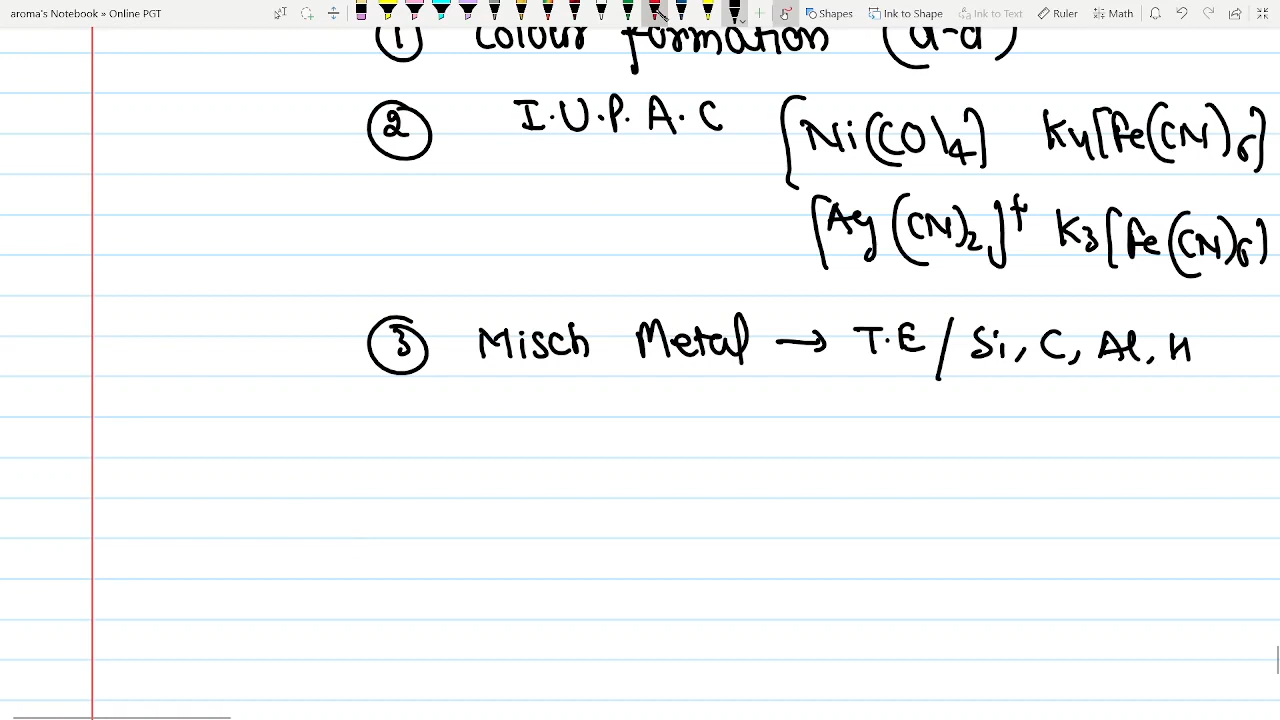 aroma's Notebook » Online PGT
Shapes Ink to Shape Ink to Text Ruler Math
① Colour formation (d-d)
② I.U.P.A.C [Ni(CO)4] K4[Fe(CN)6]
[Ag(CN)2]+ K3[Fe(CN)6]
③ Misch Metal → T.E / Si, C, Al, H